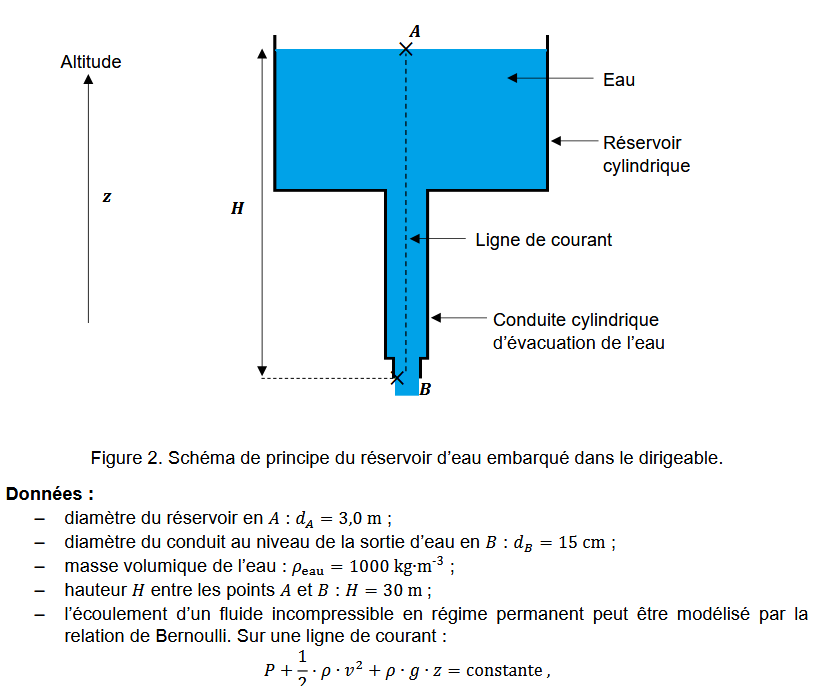 A
Altitude
Eau
Réservoir
cylindrique
z
H
Ligne de courant
Conduite cylindrique
d’évacuation de l’eau
B
Figure 2. Schéma de principe du réservoir d’eau embarqué dans le dirigeable.
Données :
– diamètre du réservoir en A : d_A = 3,0 m ;
– diamètre du conduit au niveau de la sortie d’eau en B : d_B = 15 cm ;
– masse volumique de l’eau : ρ_eau = 1000 kg·m⁻³ ;
– hauteur H entre les points A et B : H = 30 m ;
– l’écoulement d’un fluide incompressible en régime permanent peut être modélisé par la
relation de Bernoulli. Sur une ligne de courant :
P + 1/2 · ρ · v² + ρ · g · z = constante ,